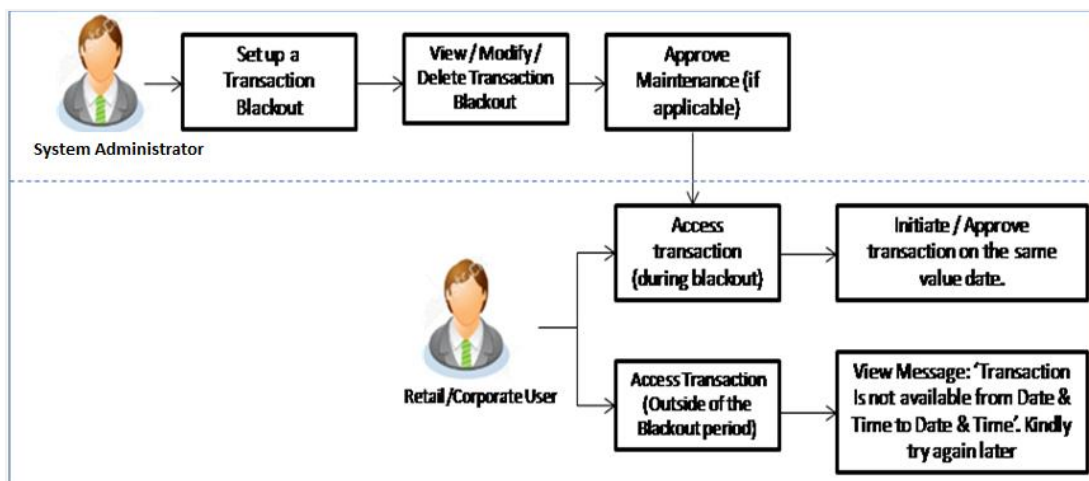 Set up a
Transaction
Blackout
View / Modify /
Delete Transaction
Blackout
Approve
Maintenance (if
applicable)
System Administrator
Access
transaction
(during blackout)
Initiate / Approve
transaction on the same
value date.
Retail /Corporate User
Access Transaction
(Outside of the
Blackout period)
View Message: ‘Transaction
Is not available from Date &
Time to Date & Time’. Kindly
try again later